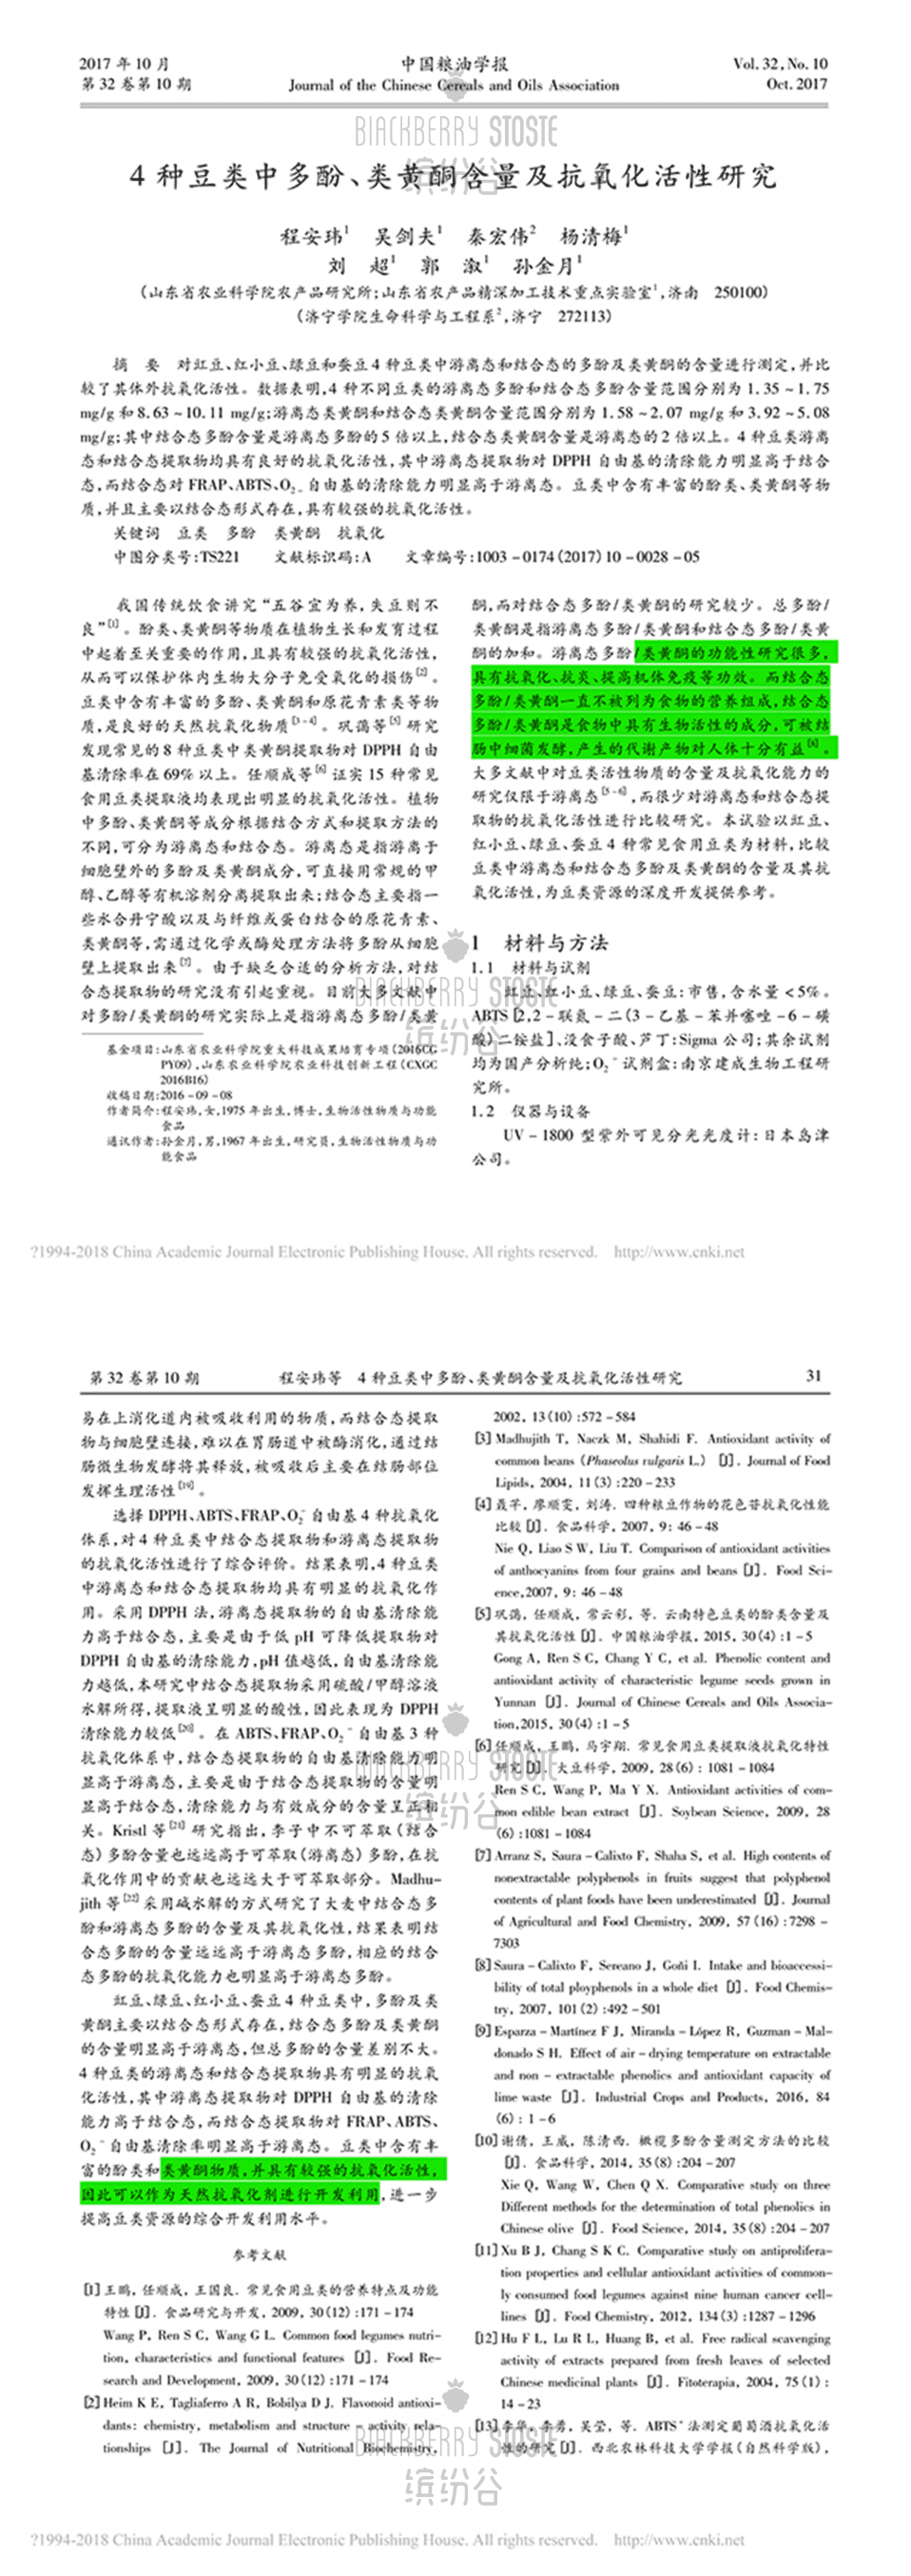 2017 年 10 月
第 32 卷第 10 期
中国粮油学报
Journal of the Chinese Cereals and Oils Association
Vol. 32, No. 10
Oct. 2017
BlACKBERRY STOSTE
缤纷谷
4 种豆类中多酚、类黄酮含量及抗氧化活性研究
程安玮¹ 吴剑夫¹ 秦宏伟² 杨清梅¹
刘 超¹ 郭 溆¹ 孙金月¹
(山东省农业科学院农产品研究所;山东省农产品精深加工技术重点实验室¹,济南 250100)
(济宁学院生命科学与工程系²,济宁 272113)
摘 要 对豇豆、红小豆、绿豆和蚕豆4 种豆类中游离态和结合态的多酚及类黄酮的含量进行测定,并比
较了其体外抗氧化活性。数据表明,4 种不同豆类的游离态多酚和结合态多酚含量范围分别为 1. 35 ~ 1. 75
mg/g 和 8. 63 ~ 10. 11 mg/g;游离态类黄酮和结合态类黄酮含量范围分别为 1. 58 ~ 2. 07 mg/g 和 3. 92 ~ 5. 08
mg/g;其中结合态多酚含量是游离态多酚的 5 倍以上,结合态类黄酮含量是游离态的 2 倍以上。4 种豆类游离
态和结合态提取物均具有良好的抗氧化活性,其中游离态提取物对 DPPH 自由基的清除能力明显高于结合
态,而结合态对 FRAP、ABTS、O₂₋ 自由基的清除能力明显高于游离态。豆类中含有丰富的酚类、类黄酮等物
质,并且主要以结合态形式存在,具有较强的抗氧化活性。
关键词 豆类 多酚 类黄酮 抗氧化
中图分类号:TS221 文献标识码:A 文章编号:1003 - 0174(2017)10 - 0028 - 05
我国传统饮食讲究“五谷宜为养,失豆则不
良”[1]。酚类、类黄酮等物质在植物生长和发育过程
中起着至关重要的作用,且具有较强的抗氧化活性,
从而可以保护体内生物大分子免受氧化的损伤[2]。
豆类中含有丰富的多酚、类黄酮和原花青素类等物
质,是良好的天然抗氧化物质[3-4]。巩蔼等[5]研究
发现常见的 8 种豆类中类黄酮提取物对 DPPH 自由
基清除率在 69% 以上。任顺成等[6]证实 15 种常见
食用豆类提取液均表现出明显的抗氧化活性。植物
中多酚、类黄酮等成分根据结合方式和提取方法的
不同,可分为游离态和结合态。游离态是指游离于
细胞壁外的多酚及类黄酮成分,可直接用常规的甲
醇、乙醇等有机溶剂分离提取出来;结合态主要指一
些水合丹宁酸以及与纤维或蛋白结合的原花青素、
类黄酮等,需通过化学或酶处理方法将多酚从细胞
壁上提取出来[7]。由于缺乏合适的分析方法,对结
合态提取物的研究没有引起重视。目前大多文献中
对多酚/类黄酮的研究实际上是指游离态多酚/类黄
基金项目:山东省农业科学院重大科技成果培育专项(2016CG
PY09),山东农业科学院农业科技创新工程(CXGC
2016B16)
收稿日期:2016 - 09 - 08
作者简介:程安玮,女,1975 年出生,博士,生物活性物质与功能
食品
通讯作者:孙金月,男,1967 年出生,研究员,生物活性物质与功
能食品
酮,而对结合态多酚/类黄酮的研究较少。总多酚/
类黄酮是指游离态多酚/类黄酮和结合态多酚/类黄
酮的加和。游离态多酚/类黄酮的功能性研究很多,
具有抗氧化、抗炎、提高机体免疫等功效。而结合态
多酚/类黄酮一直不被列为食物的营养组成,结合态
多酚/类黄酮是食物中具有生物活性的成分,可被结
肠中细菌发酵,产生的代谢产物对人体十分有益[8]。
大多文献中对豆类活性物质的含量及抗氧化能力的
研究仅限于游离态[5-6],而很少对游离态和结合态提
取物的抗氧化活性进行比较研究。本试验以豇豆、
红小豆、绿豆、蚕豆 4 种常见食用豆类为材料,比较
豆类中游离态和结合态多酚及类黄酮的含量及其抗
氧化活性,为豆类资源的深度开发提供参考。
1 材料与方法
1.1 材料与试剂
豇豆、红小豆、绿豆、蚕豆:市售,含水量 <5%。
ABTS[2,2 - 联氮 - 二(3 - 乙基 - 苯并噻唑 - 6 - 磺
酸)二铵盐]、没食子酸、芦丁:Sigma 公司;其余试剂
均为国产分析纯;O₂⁻ 试剂盒:南京建成生物工程研
究所。
1.2 仪器与设备
UV - 1800 型紫外可见分光光度计:日本岛津
公司。
BlACKBERRY STOSTE
缤纷谷
?1994-2018 China Academic Journal Electronic Publishing House. All rights reserved. http://www.cnki.net
第 32 卷第 10 期
程安玮等 4 种豆类中多酚、类黄酮含量及抗氧化活性研究
31
易在上消化道内被吸收利用的物质,而结合态提取
物与细胞壁连接,难以在胃肠道中被酶消化,通过结
肠微生物发酵将其释放,被吸收后主要在结肠部位
发挥生理活性[19]。
选择 DPPH、ABTS、FRAP、O₂⁻ 自由基 4 种抗氧化
体系,对 4 种豆类中结合态提取物和游离态提取物
的抗氧化活性进行了综合评价。结果表明,4 种豆类
中游离态和结合态提取物均具有明显的抗氧化作
用。采用 DPPH 法,游离态提取物的自由基清除能
力高于结合态,主要是由于低 pH 可降低提取物对
DPPH 自由基的清除能力,pH 值越低,自由基清除能
力越低,本研究中结合态提取物采用硫酸/甲醇溶液
水解所得,提取液呈明显的酸性,因此表现为 DPPH
清除能力较低[20]。在 ABTS、FRAP、O₂⁻ 自由基 3 种
抗氧化体系中,结合态提取物的自由基清除能力明
显高于游离态,主要是由于结合态提取物的含量明
显高于结合态,清除能力与有效成分的含量呈正相
关。Kristl 等[21]研究指出,李子中不可萃取(结合
态)多酚含量也远远高于可萃取(游离态)多酚,在抗
氧化作用中的贡献也远远大于可萃取部分。Madhu-
jith 等[22]采用碱水解的方式研究了大麦中结合态多
酚和游离态多酚的含量及其抗氧化性,结果表明结
合态多酚的含量远远高于游离态多酚,相应的结合
态多酚的抗氧化能力也明显高于游离态多酚。
豇豆、绿豆、红小豆、蚕豆 4 种豆类中,多酚及类
黄酮主要以结合态形式存在,结合态多酚及类黄酮
的含量明显高于游离态,但总多酚的含量差别不大。
4 种豆类的游离态和结合态提取物具有明显的抗氧
化活性,其中游离态提取物对 DPPH 自由基的清除
能力高于结合态,而结合态提取物对 FRAP、ABTS、
O₂⁻ 自由基清除率明显高于游离态。豆类中含有丰
富的酚类和类黄酮物质,并具有较强的抗氧化活性,
因此可以作为天然抗氧化剂进行开发利用,进一步
提高豆类资源的综合开发利用水平。
参考文献
[1]王鹏, 任顺成, 王国良. 常见食用豆类的营养特点及功能
特性[J]. 食品研究与开发, 2009, 30(12):171 - 174
Wang P, Ren S C, Wang G L. Common food legumes nutri-
tion, characteristics and functional features [J]. Food Re-
search and Development, 2009, 30(12):171 - 174
[2]Heim K E, Tagliaferro A R, Bobilya D J. Flavonoid antioxi-
dants: chemistry, metabolism and structure - activity rela-
tionships [J]. The Journal of Nutritional Biochemistry,
2002, 13(10):572 - 584
[3]Madhujith T, Naczk M, Shahidi F. Antioxidant activity of
common beans (Phaseolus vulgaris L.) [J]. Journal of Food
Lipids, 2004, 11(3):220 - 233
[4]聂芊, 廖顺雯, 刘涛. 四种粮豆作物的花色苷抗氧化性能
比较[J]. 食品科学, 2007, 9: 46 - 48
Nie Q, Liao S W, Liu T. Comparison of antioxidant activities
of anthocyanins from four grains and beans [J]. Food Sci-
ence,2007, 9: 46 - 48
[5]巩蔼, 任顺成, 常云彩, 等. 云南特色豆类的酚类含量及
其抗氧化活性[J]. 中国粮油学报, 2015, 30(4):1 - 5
Gong A, Ren S C, Chang Y C, et al. Phenolic content and
antioxidant activity of characteristic legume seeds grown in
Yunnan [J]. Journal of Chinese Cereals and Oils Associa-
tion,2015, 30(4):1 - 5
[6]任顺成, 王鹏, 马宇翔. 常见食用豆类提取液抗氧化特性
研究[J]. 大豆科学, 2009, 28(6): 1081 - 1084
Ren S C, Wang P, Ma Y X. Antioxidant activities of com-
mon edible bean extract [J]. Soybean Science, 2009, 28
(6):1081 - 1084
[7]Arranz S, Saura - Calixto F, Shaha S, et al. High contents of
nonextractable polyphenols in fruits suggest that polyphenol
contents of plant foods have been underestimated [J]. Journal
of Agricultural and Food Chemistry, 2009, 57(16):7298 -
7303
[8]Saura - Calixto F, Serrano J, Goñi I. Intake and bioaccessi-
bility of total ployphenols in a whole diet [J]. Food Chemis-
try, 2007, 101(2):492 - 501
[9]Esparza - Martínez F J, Miranda - López R, Guzman - Mal-
donado S H. Effect of air - drying temperature on extractable
and non - extractable phenolics and antioxidant capacity of
lime waste [J]. Industrial Crops and Products, 2016, 84
(6): 1 - 6
[10]谢倩, 王威, 陈清西. 橄榄多酚含量测定方法的比较
[J]. 食品科学, 2014, 35(8):204 - 207
Xie Q, Wang W, Chen Q X. Comparative study on three
Different methods for the determination of total phenolics in
Chinese olive [J]. Food Science, 2014, 35(8):204 - 207
[11]Xu B J, Chang S K C. Comparative study on antiprolifera-
tion properties and cellular antioxidant activities of common-
ly consumed food legumes against nine human cancer cell-
lines [J]. Food Chemistry, 2012, 134(3):1287 - 1296
[12]Hu F L, Lu R L, Huang B, et al. Free radical scavenging
activity of extracts prepared from fresh leaves of selected
Chinese medicinal plants [J]. Fitoterapia, 2004, 75(1):
14 - 23
[13]李华, 李勇, 吴莹, 等. ABTS⁺法测定葡萄酒抗氧化活
性的研究[J]. 西北农林科技大学学报(自然科学版),
BlACKBERRY STOSTE
缤纷谷
BlACKBERRY STOSTE
缤纷谷
?1994-2018 China Academic Journal Electronic Publishing House. All rights reserved. http://www.cnki.net